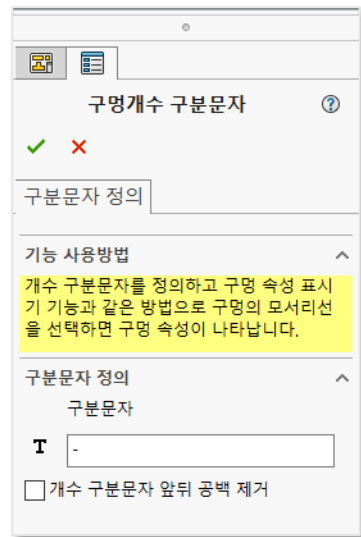 구멍개수 구분문자
구분문자 정의
기능 사용방법
개수 구분문자를 정의하고 구멍 속성 표시
기 기능과 같은 방법으로 구멍의 모서리선
을 선택하면 구멍 속성이 나타납니다.
구분문자 정의
구분문자
T -
개수 구분문자 앞뒤 공백 제거